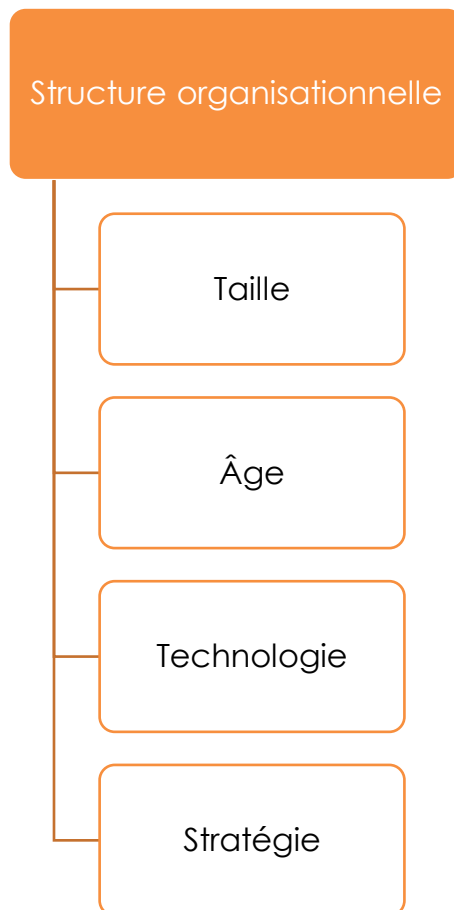 Structure organisationnelle
Taille
Âge
Technologie
Stratégie